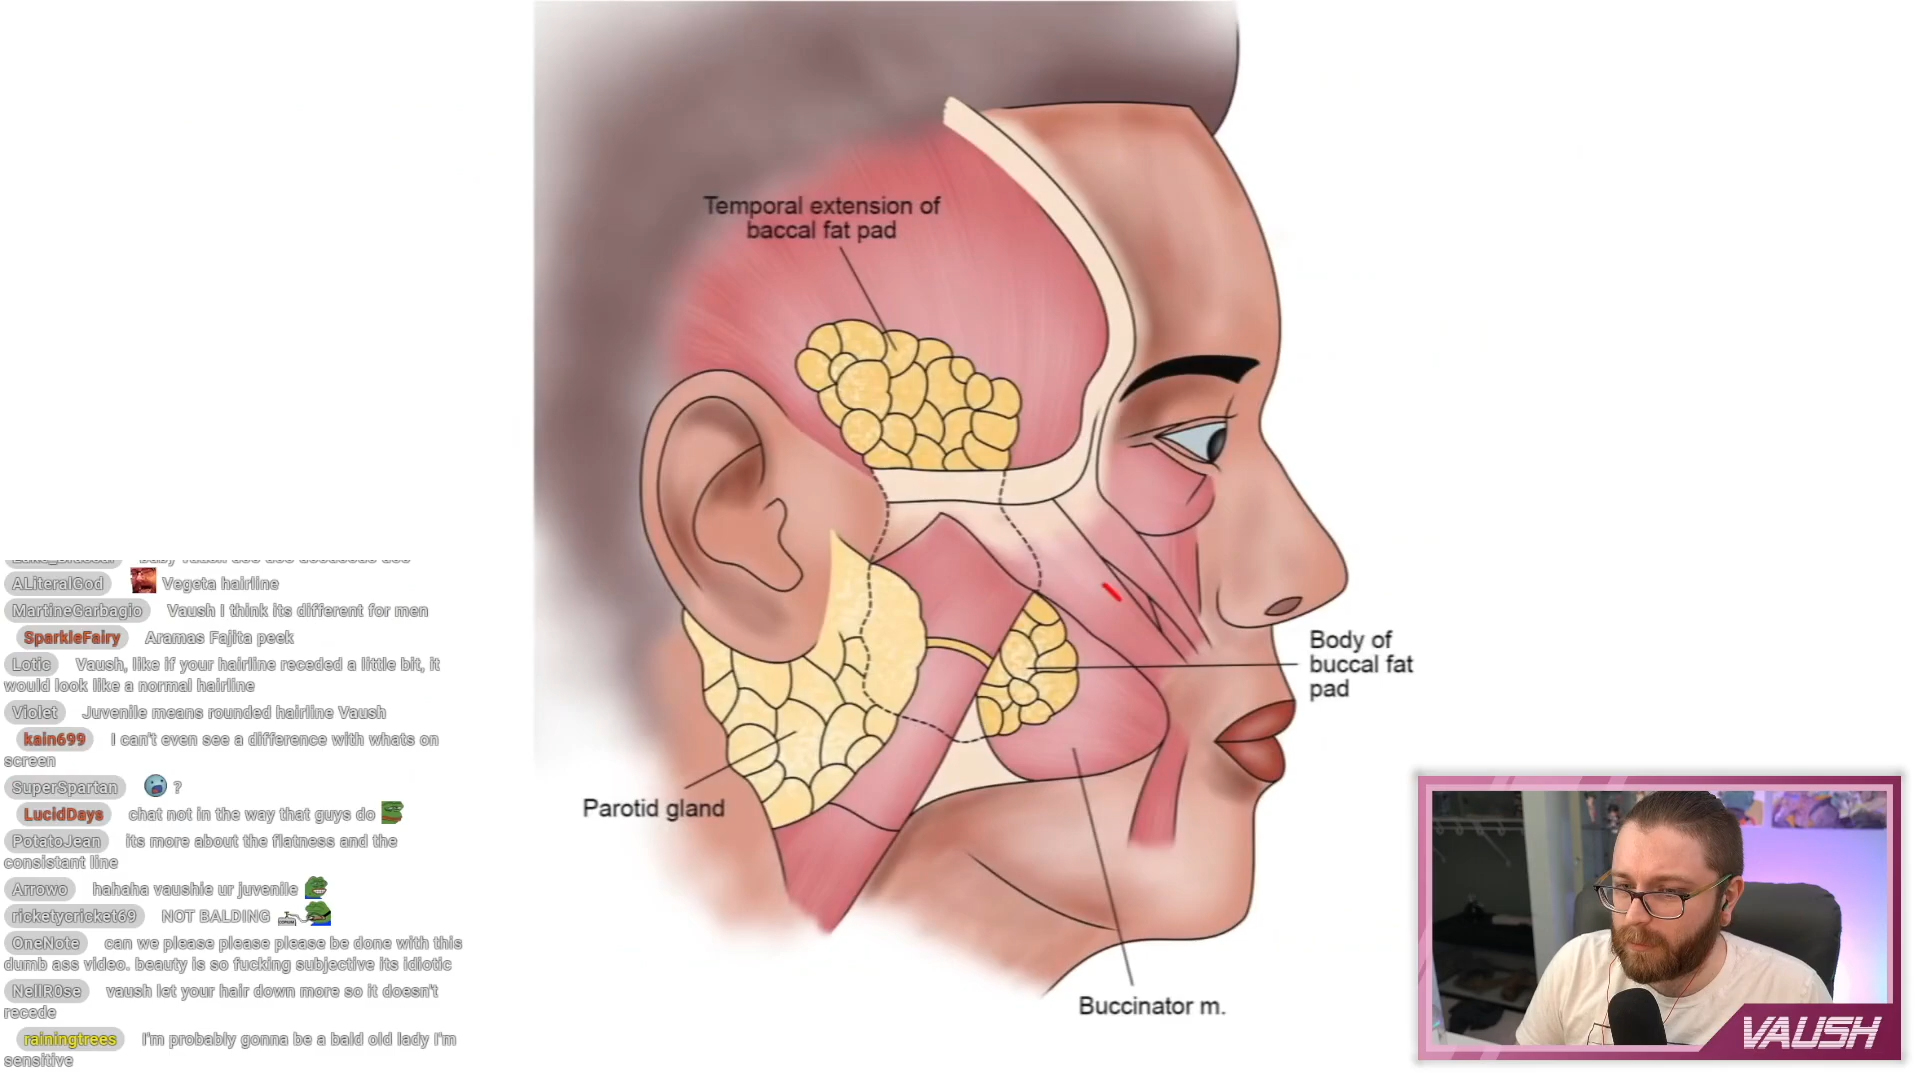 Temporal extension of
baccal fat pad
Body of
buccal fat
pad
Parotid gland
Buccinator m.
ALiteralGod Vegeta hairline
MartineGarbagio Vaush I think its different for men
SparkleFairy Aramas Fajita peek
Lotic Vaush, like if your hairline receded a little bit, it
would look like a normal hairline
Violet Juvenile means rounded hairline Vaush
kain699 I can't even see a difference with whats on
screen
SuperSpartan ?
LucidDays chat not in the way that guys do
PotatoJean its more about the flatness and the
consistant line
Arrowo hahaha vaushie ur juvenile
ricketycricket69 NOT BALDING
OneNote can we please please please be done with this
dumb ass video. beauty is so fucking subjective its idiotic
NellR0se vaush let your hair down more so it doesn't
recede
rainingtrees I'm probably gonna be a bald old lady I'm
sensitive
VAUSH